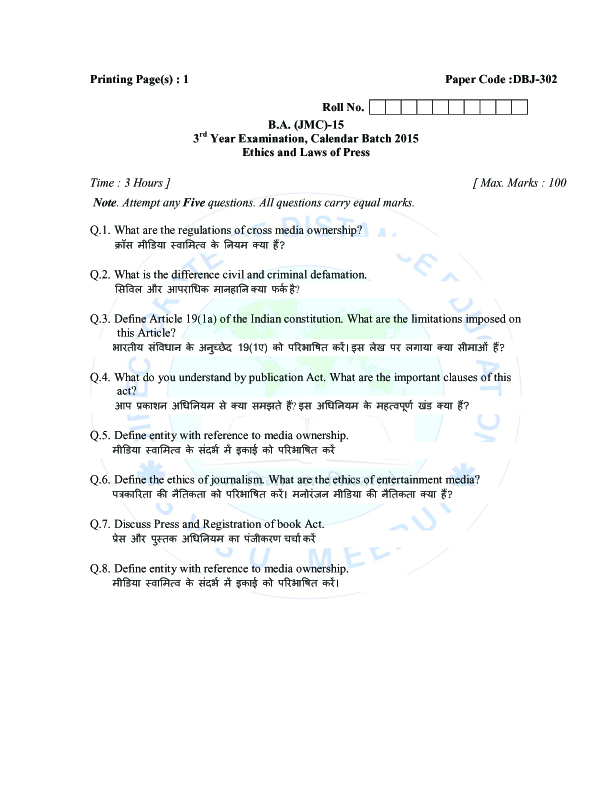 Printing Page(s) : 1 Paper Code :DBJ-302
Roll No.
B.A. (JMC)-15
3rd Year Examination, Calendar Batch 2015
Ethics and Laws of Press
Time : 3 Hours ] [ Max. Marks : 100
Note. Attempt any Five questions. All questions carry equal marks.
Q.1. What are the regulations of cross media ownership?
क्रॉस मीडिया स्वामित्व के नियम क्या हैं?
Q.2. What is the difference civil and criminal defamation.
सिविल और आपराधिक मानहानि क्या फर्क है?
Q.3. Define Article 19(1a) of the Indian constitution. What are the limitations imposed on
this Article?
भारतीय संविधान के अनुच्छेद 19(1ए) को परिभाषित करें। इस लेख पर लगाया क्या सीमाओं हैं?
Q.4. What do you understand by publication Act. What are the important clauses of this
act?
आप प्रकाशन अधिनियम से क्या समझते हैं? इस अधिनियम के महत्वपूर्ण खंड क्या हैं?
Q.5. Define entity with reference to media ownership.
मीडिया स्वामित्व के संदर्भ में इकाई को परिभाषित करें
Q.6. Define the ethics of journalism. What are the ethics of entertainment media?
पत्रकारिता की नैतिकता को परिभाषित करें। मनोरंजन मीडिया की नैतिकता क्या हैं?
Q.7. Discuss Press and Registration of book Act.
प्रेस और पुस्तक अधिनियम का पंजीकरण चर्चा करें
Q.8. Define entity with reference to media ownership.
मीडिया स्वामित्व के संदर्भ में इकाई को परिभाषित करें।